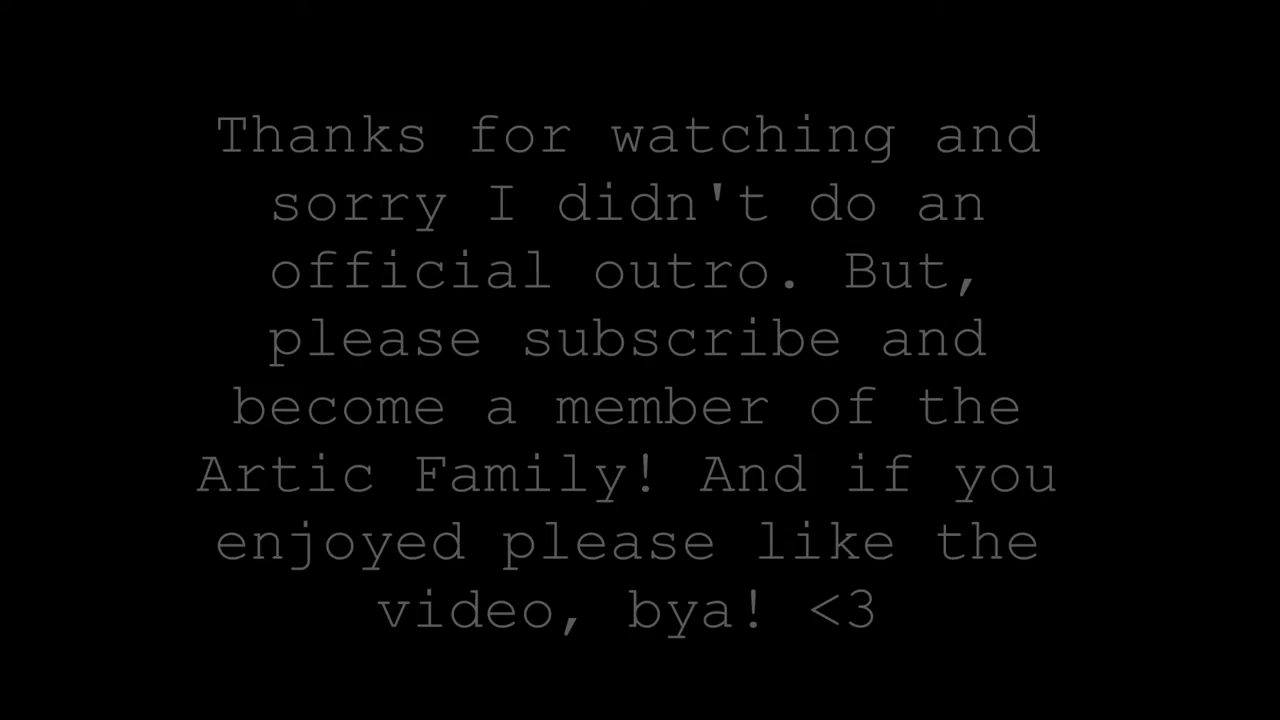 Thanks for watching and
sorry I didn't do an
official outro. But,
please subscribe and
become a member of the
Artic Family! And if you
enjoyed please like the
video, bya! <3